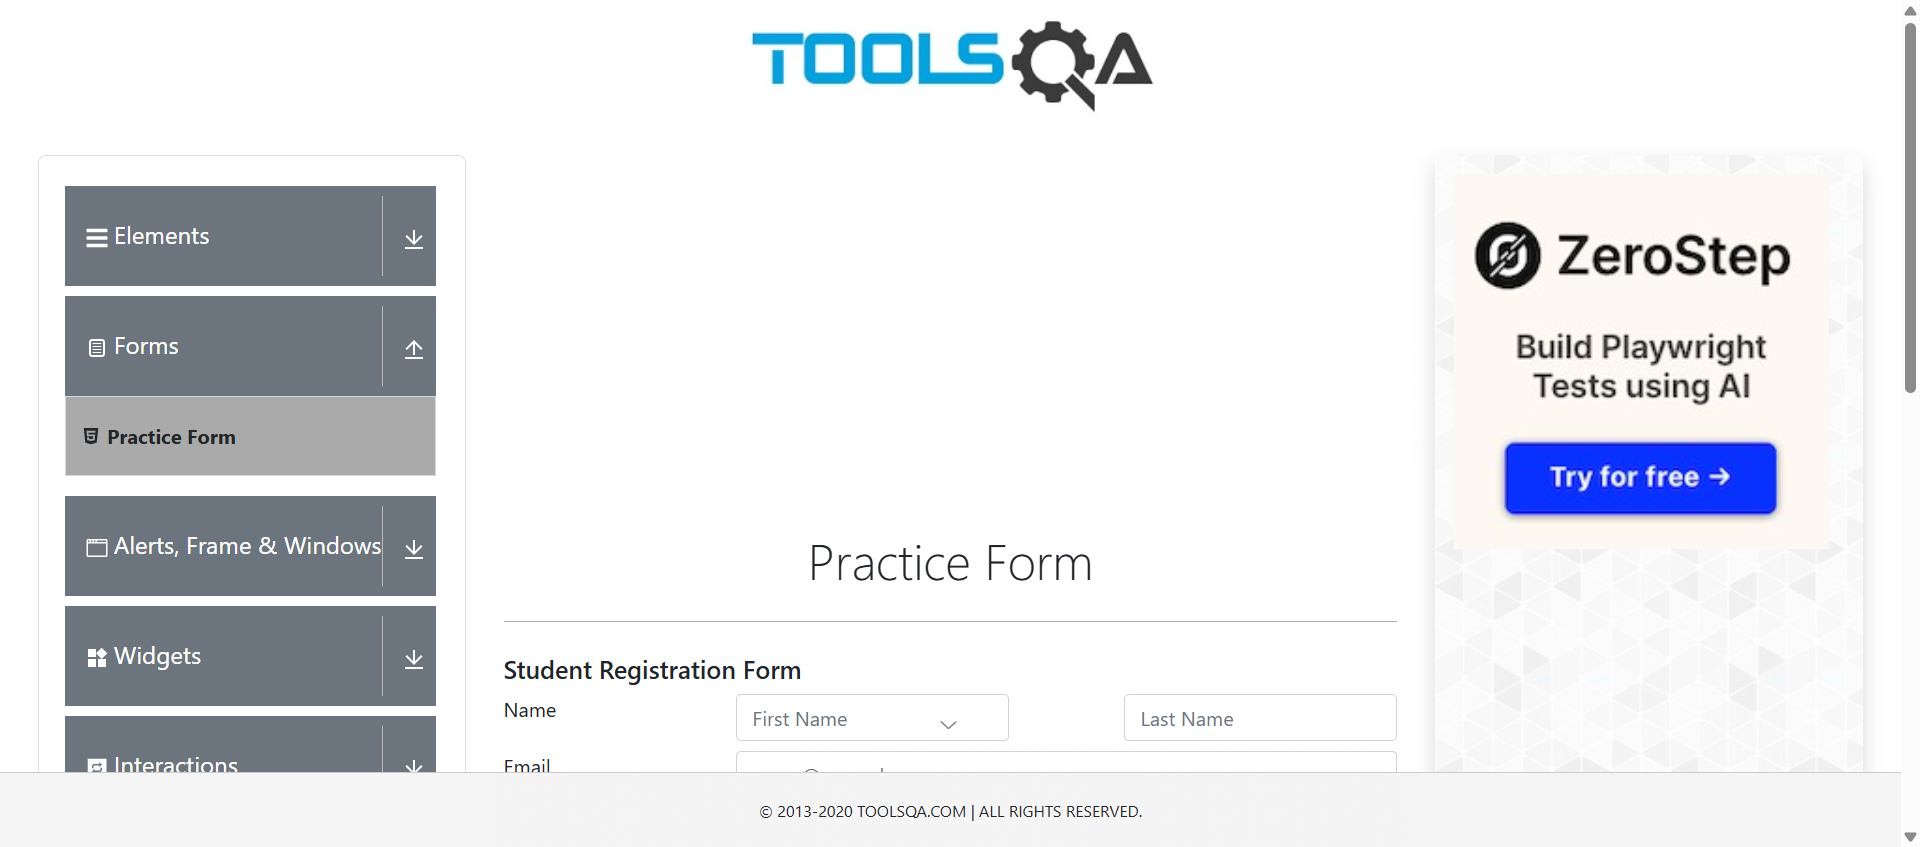 TOOLSQA
Elements
Forms
Practice Form
Alerts, Frame & Windows
Widgets
Interactions
Practice Form
Student Registration Form
Name
First Name
Last Name
Email
ZeroStep
Build Playwright
Tests using AI
Try for free →
© 2013-2020 TOOLSQA.COM | ALL RIGHTS RESERVED.